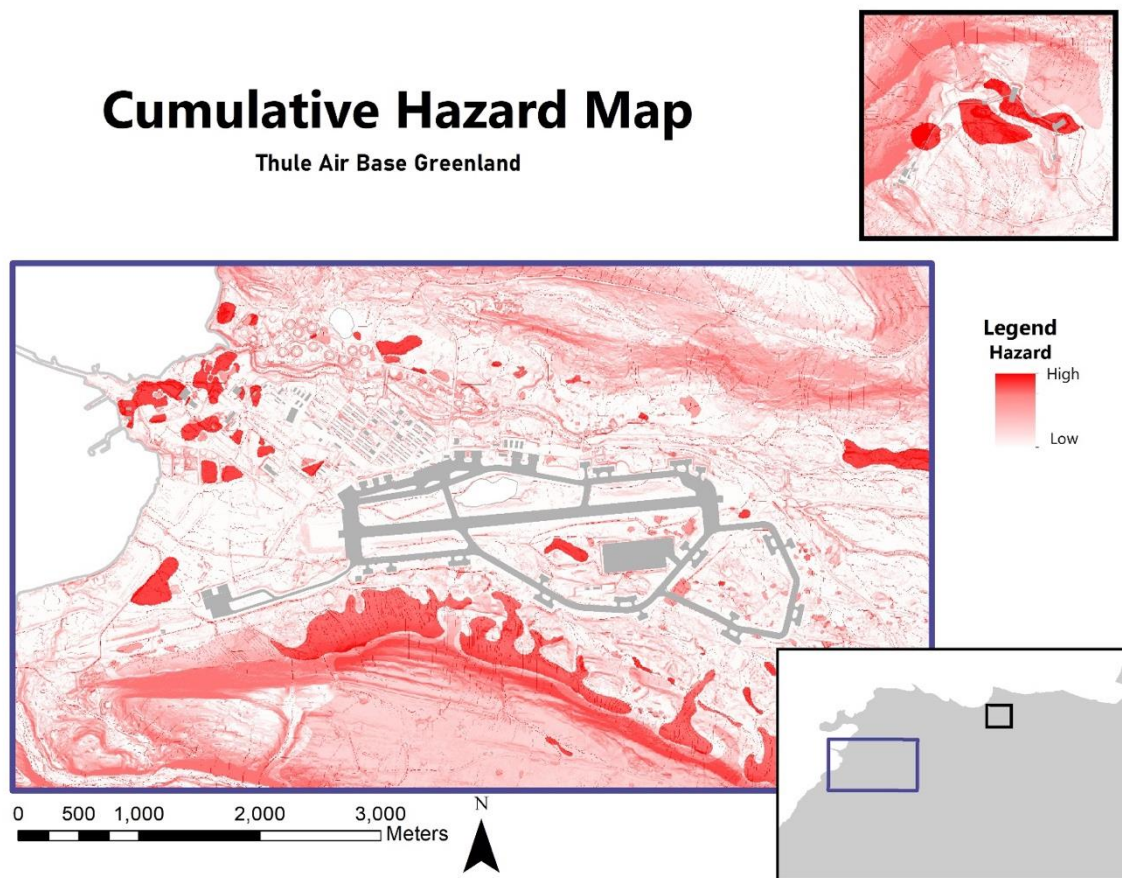 Cumulative Hazard Map
Thule Air Base Greenland
Legend
Hazard
High
Low
0 500 1,000 2,000 3,000
Meters
N